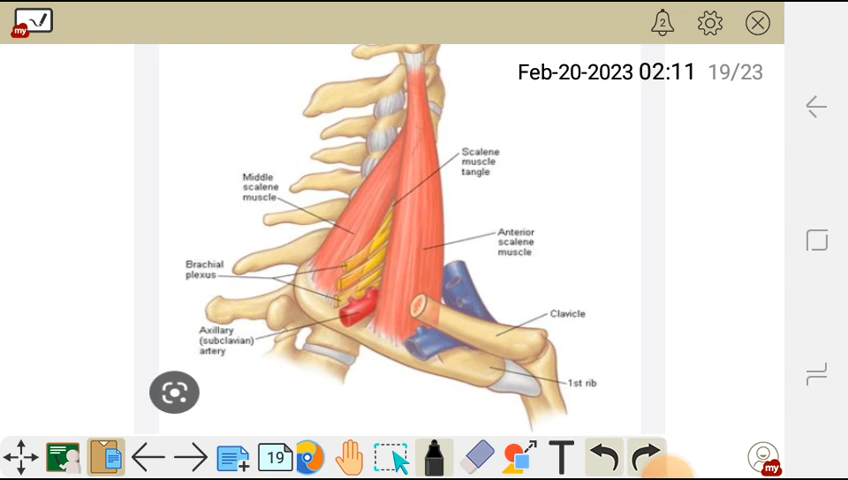 my
2
Feb-20-2023 02:11 19/23
Scalene
muscle
tangle
Middle
scalene
muscle
Anterior
scalene
muscle
Brachial
plexus
Clavicle
Axillary
(subclavian)
artery
1st rib
19
T
my